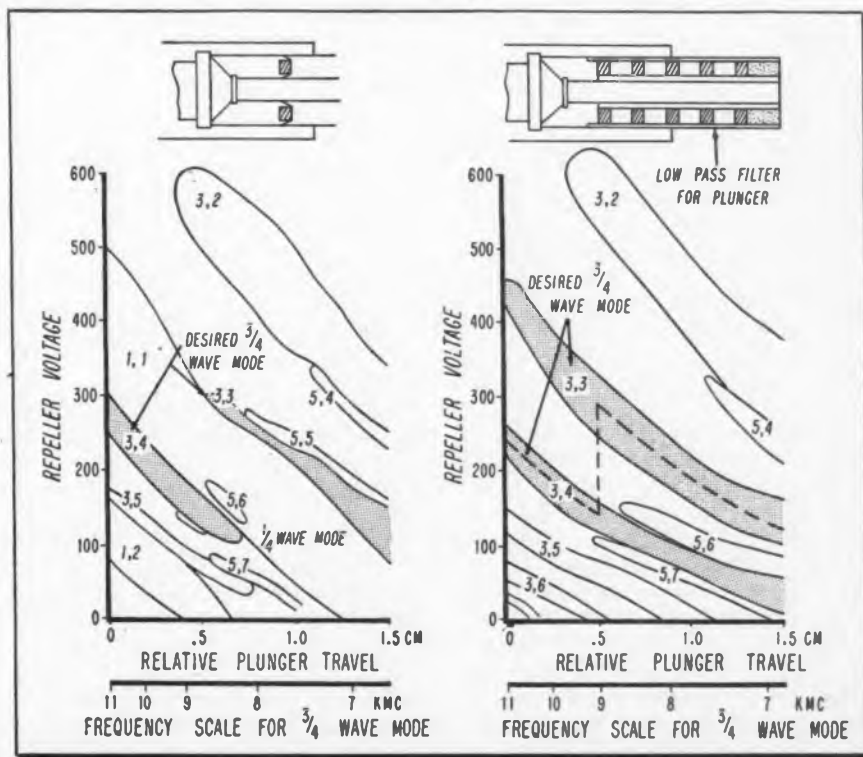 LOW PASS FILTER
FOR PLUNGER
REPELLER VOLTAGE
600
500
400
300
200
100
0
3,2
1,1
DESIRED 3/4
WAVE MODE
3,3
5,4
3,4
5,5
3,5
5,6
1/4 WAVE MODE
1,2
5,7
0
.5
1.0
1.5 CM
RELATIVE PLUNGER TRAVEL
11
10
9
8
7
KMC
FREQUENCY SCALE FOR 3/4 WAVE MODE
REPELLER VOLTAGE
600
500
400
300
200
100
0
3,2
DESIRED 3/4
WAVE MODE
3,3
5,4
3,4
5,6
3,5
5,7
3,6
0
.5
1.0
1.5 CM
RELATIVE PLUNGER TRAVEL
11
10
9
8
7
KMC
FREQUENCY SCALE FOR 3/4 WAVE MODE